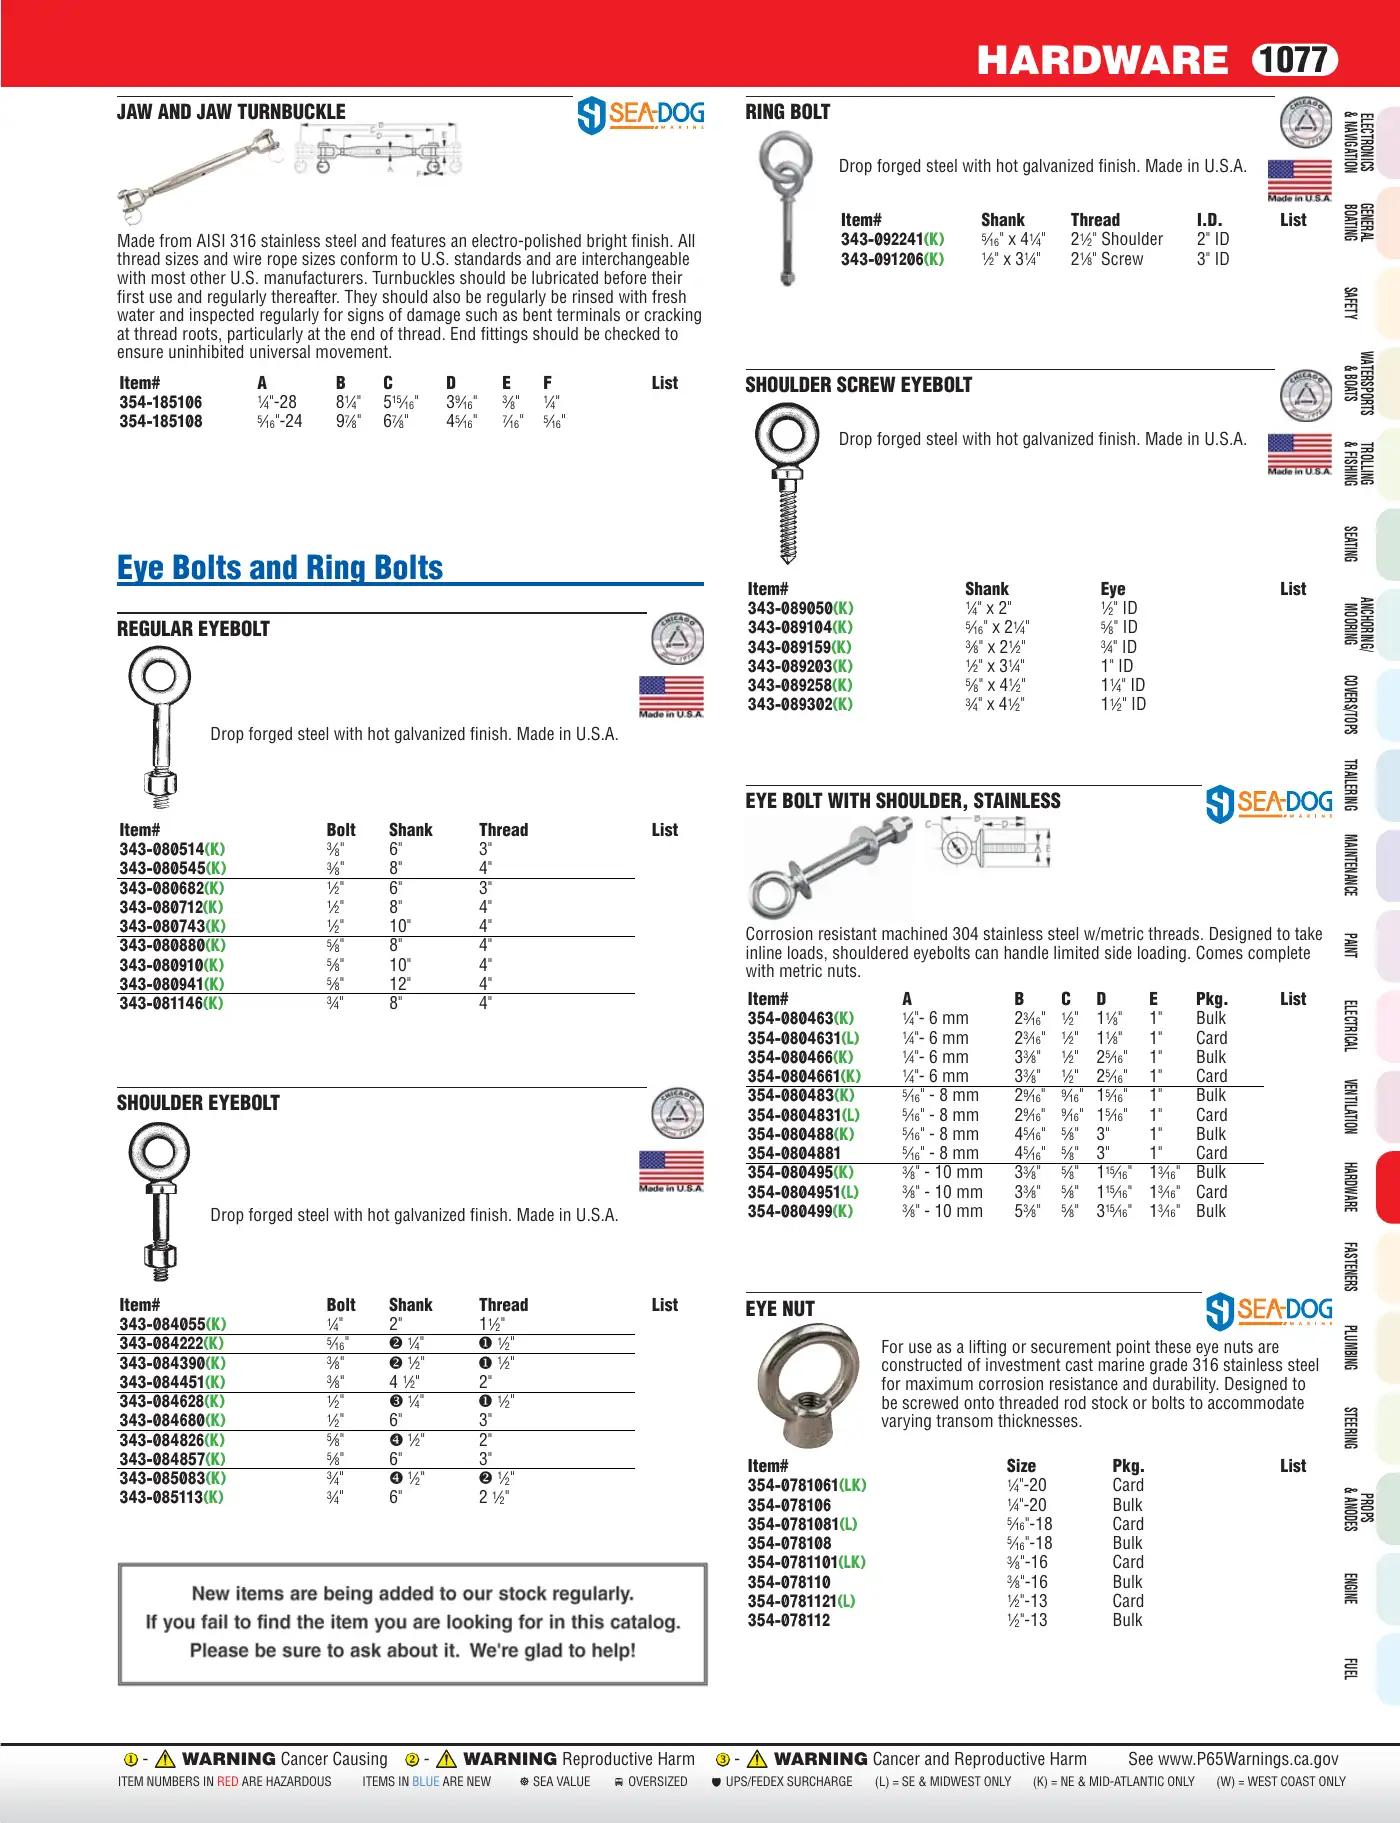 HARDWARE 1077
JAW AND JAW TURNBUCKLE
SEA-DOG
MARINE
B
C
D
E
A
F
Made from AISI 316 stainless steel and features an electro-polished bright finish. All
thread sizes and wire rope sizes conform to U.S. standards and are interchangeable
with most other U.S. manufacturers. Turnbuckles should be lubricated before their
first use and regularly thereafter. They should also be regularly be rinsed with fresh
water and inspected regularly for signs of damage such as bent terminals or cracking
at thread roots, particularly at the end of thread. End fittings should be checked to
ensure uninhibited universal movement.
Item# A B C D E F List
354-185106 ¼"-28 8¼" 5¹⁵⁄₁₆" 3⁹⁄₁₆" ⅜" ¼"
354-185108 ⁵⁄₁₆"-24 9⅞" 6⅞" 4⁵⁄₁₆" ⁷⁄₁₆" ⁵⁄₁₆"
Eye Bolts and Ring Bolts
REGULAR EYEBOLT
CHICAGO
Since 1772
Made in U.S.A.
Drop forged steel with hot galvanized finish. Made in U.S.A.
Item# Bolt Shank Thread List
343-080514(K) ⅜" 6" 3"
343-080545(K) ⅜" 8" 4"
343-080682(K) ½" 6" 3"
343-080712(K) ½" 8" 4"
343-080743(K) ½" 10" 4"
343-080880(K) ⅝" 8" 4"
343-080910(K) ⅝" 10" 4"
343-080941(K) ⅝" 12" 4"
343-081146(K) ¾" 8" 4"
SHOULDER EYEBOLT
CHICAGO
Made in U.S.A.
Drop forged steel with hot galvanized finish. Made in U.S.A.
Item# Bolt Shank Thread List
343-084055(K) ¼" 2" 1½"
343-084222(K) ⁵⁄₁₆" ❷ ¼" ❶ ½"
343-084390(K) ⅜" ❷ ½" ❶ ½"
343-084451(K) ⅜" 4 ½" 2"
343-084628(K) ½" ❸ ¼" ❶ ½"
343-084680(K) ½" 6" 3"
343-084826(K) ⅝" ❹ ½" 2"
343-084857(K) ⅝" 6" 3"
343-085083(K) ¾" ❹ ½" ❷ ½"
343-085113(K) ¾" 6" 2 ½"
New items are being added to our stock regularly.
If you fail to find the item you are looking for in this catalog.
Please be sure to ask about it. We're glad to help!
RING BOLT
CHICAGO
Made in U.S.A.
Drop forged steel with hot galvanized finish. Made in U.S.A.
Item# Shank Thread I.D. List
343-092241(K) ⁵⁄₁₆" x 4¼" 2½" Shoulder 2" ID
343-091206(K) ½" x 3¼" 2⅛" Screw 3" ID
SHOULDER SCREW EYEBOLT
CHICAGO
Made in U.S.A.
Drop forged steel with hot galvanized finish. Made in U.S.A.
Item# Shank Eye List
343-089050(K) ¼" x 2" ½" ID
343-089104(K) ⁵⁄₁₆" x 2¼" ⅝" ID
343-089159(K) ⅜" x 2½" ¾" ID
343-089203(K) ½" x 3¼" 1" ID
343-089258(K) ⅝" x 4½" 1¼" ID
343-089302(K) ¾" x 4½" 1½" ID
EYE BOLT WITH SHOULDER, STAINLESS
SEA-DOG
MARINE
B
C
D
A
E
Corrosion resistant machined 304 stainless steel w/metric threads. Designed to take
inline loads, shouldered eyebolts can handle limited side loading. Comes complete
with metric nuts.
Item# A B C D E Pkg. List
354-080463(K) ¼"- 6 mm 2³⁄₁₆" ½" 1⅛" 1" Bulk
354-0804631(L) ¼"- 6 mm 2³⁄₁₆" ½" 1⅛" 1" Card
354-080466(K) ¼"- 6 mm 3⅜" ½" 2⁵⁄₁₆" 1" Bulk
354-0804661(K) ¼"- 6 mm 3⅜" ½" 2⁵⁄₁₆" 1" Card
354-080483(K) ⁵⁄₁₆" - 8 mm 2⁹⁄₁₆" ⁹⁄₁₆" 1⁵⁄₁₆" 1" Bulk
354-0804831(L) ⁵⁄₁₆" - 8 mm 2⁹⁄₁₆" ⁹⁄₁₆" 1⁵⁄₁₆" 1" Card
354-080488(K) ⁵⁄₁₆" - 8 mm 4⁵⁄₁₆" ⅝" 3" 1" Bulk
354-0804881 ⁵⁄₁₆" - 8 mm 4⁵⁄₁₆" ⅝" 3" 1" Card
354-080495(K) ⅜" - 10 mm 3⅜" ⅝" 1¹⁵⁄₁₆" 1³⁄₁₆" Bulk
354-0804951(L) ⅜" - 10 mm 3⅜" ⅝" 1¹⁵⁄₁₆" 1³⁄₁₆" Card
354-080499(K) ⅜" - 10 mm 5⅜" ⅝" 3¹⁵⁄₁₆" 1³⁄₁₆" Bulk
EYE NUT
SEA-DOG
MARINE
For use as a lifting or securement point these eye nuts are
constructed of investment cast marine grade 316 stainless steel
for maximum corrosion resistance and durability. Designed to
be screwed onto threaded rod stock or bolts to accommodate
varying transom thicknesses.
Item# Size Pkg. List
354-0781061(LK) ¼"-20 Card
354-078106 ¼"-20 Bulk
354-0781081(L) ⁵⁄₁₆"-18 Card
354-078108 ⁵⁄₁₆"-18 Bulk
354-0781101(LK) ⅜"-16 Card
354-078110 ⅜"-16 Bulk
354-0781121(L) ½"-13 Card
354-078112 ½"-13 Bulk
ELECTRONICS
& NAVIGATION
GENERAL
BOATING
SAFETY
WATERSPORTS
& BOATS
TROLLING
& FISHING
SEATING
ANCHORING/
MOORING
COVERS/TOPS
TRAILERING
MAINTENANCE
PAINT
ELECTRICAL
VENTILATION
HARDWARE
FASTENERS
PLUMBING
STEERING
PROPS
& ANODES
ENGINE
FUEL
1 - WARNING Cancer Causing 2 - WARNING Reproductive Harm 3 - WARNING Cancer and Reproductive Harm See www.P65Warnings.ca.gov
ITEM NUMBERS IN RED ARE HAZARDOUS ITEMS IN BLUE ARE NEW SEA VALUE OVERSIZED UPS/FEDEX SURCHARGE (L) = SE & MIDWEST ONLY (K) = NE & MID-ATLANTIC ONLY (W) = WEST COAST ONLY